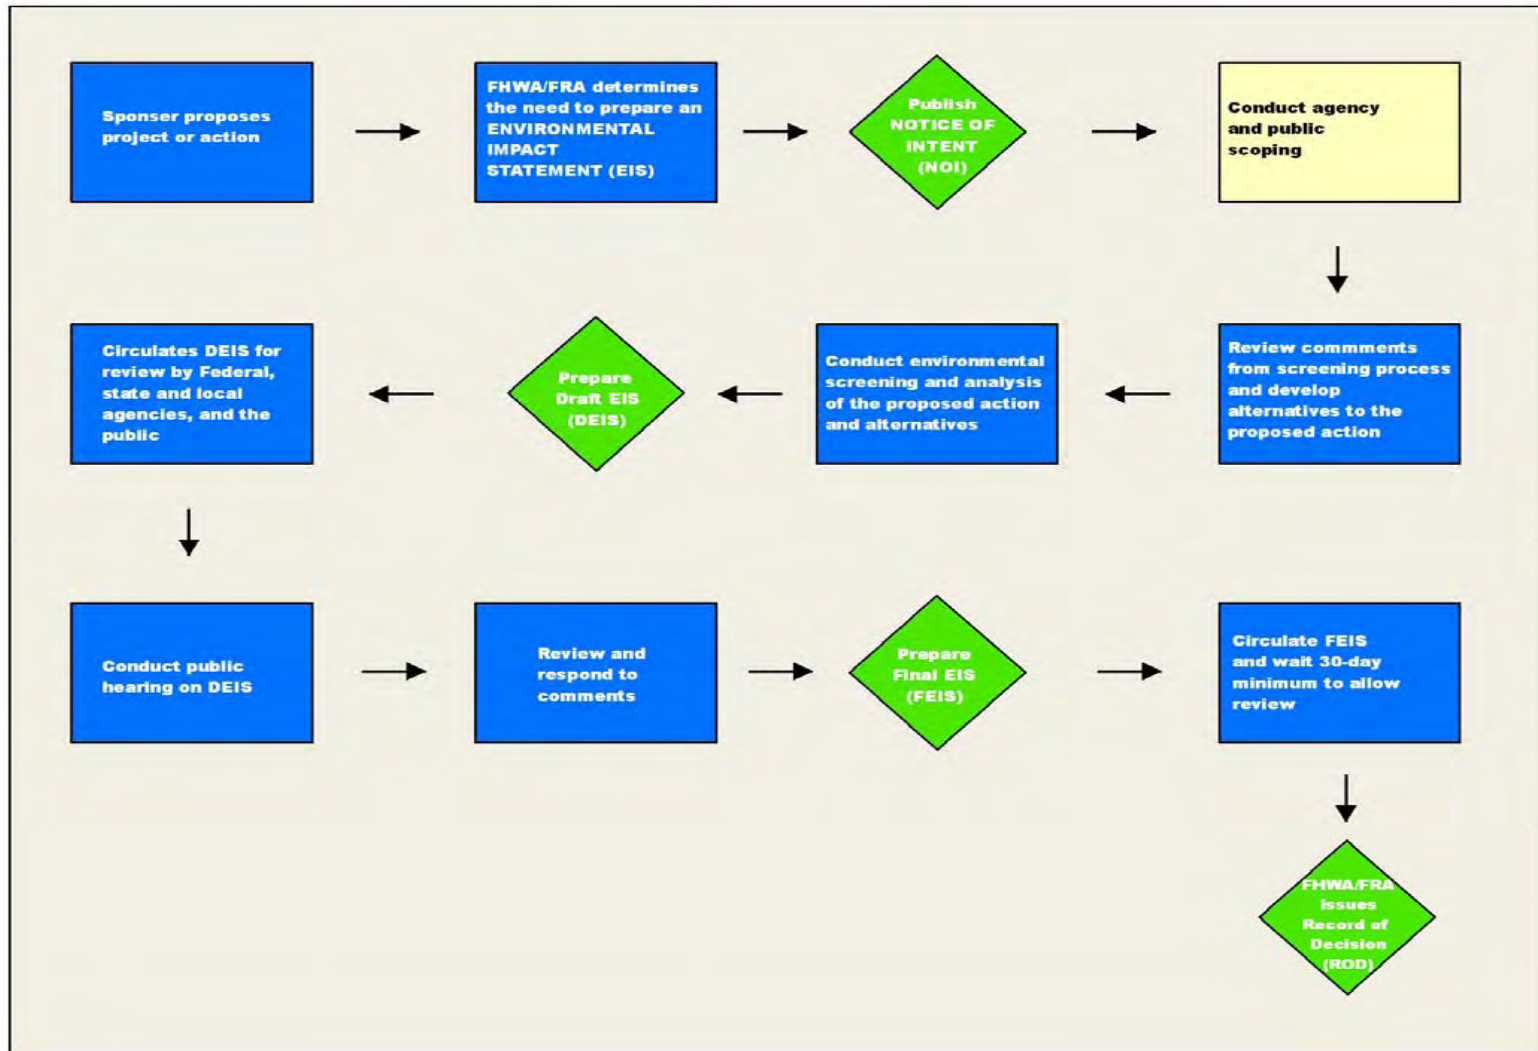 Sponser proposes
project or action
FHWA/FRA determines
the need to prepare an
ENVIRONMENTAL
IMPACT
STATEMENT (EIS)
Publish
NOTICE OF
INTENT
(NOI)
Conduct agency
and public
scoping
Review commments
from screening process
and develop
alternatives to the
proposed action
Conduct environmental
screening and analysis
of the proposed action
and alternatives
Prepare
Draft EIS
(DEIS)
Circulates DEIS for
review by Federal,
state and local
agencies, and the
public
Conduct public
hearing on DEIS
Review and
respond to
comments
Prepare
Final EIS
(FEIS)
Circulate FEIS
and wait 30-day
minimum to allow
review
FHWA/FRA
issues
Record of
Decision
(ROD)